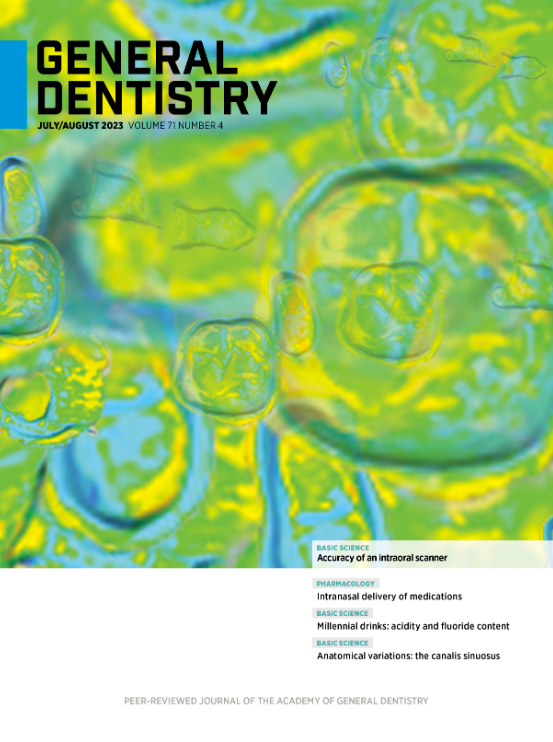 GENERAL
DENTISTRY
JULY/AUGUST 2023 VOLUME 71 NUMBER 4
BASIC SCIENCE
Accuracy of an intraoral scanner
PHARMACOLOGY
Intranasal delivery of medications
BASIC SCIENCE
Millennial drinks: acidity and fluoride content
BASIC SCIENCE
Anatomical variations: the canalis sinuosus
PEER-REVIEWED JOURNAL OF THE ACADEMY OF GENERAL DENTISTRY